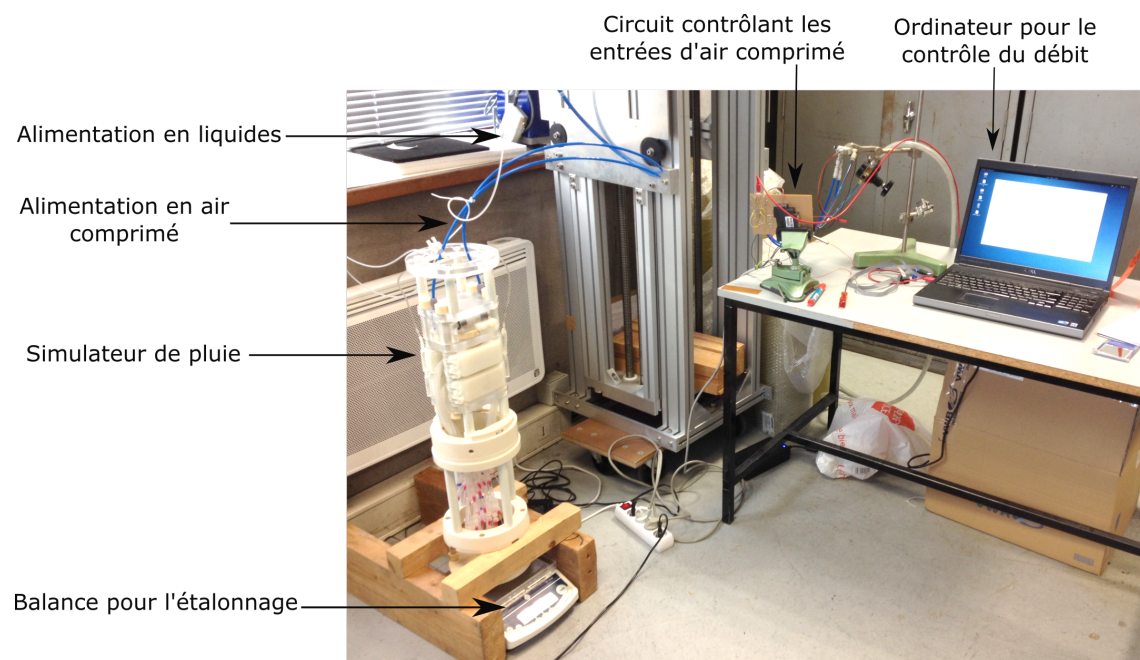 Circuit contrôlant les
entrées d'air comprimé
Ordinateur pour le
contrôle du débit
Alimentation en liquides
Alimentation en air
comprimé
Simulateur de pluie
Balance pour l'étalonnage